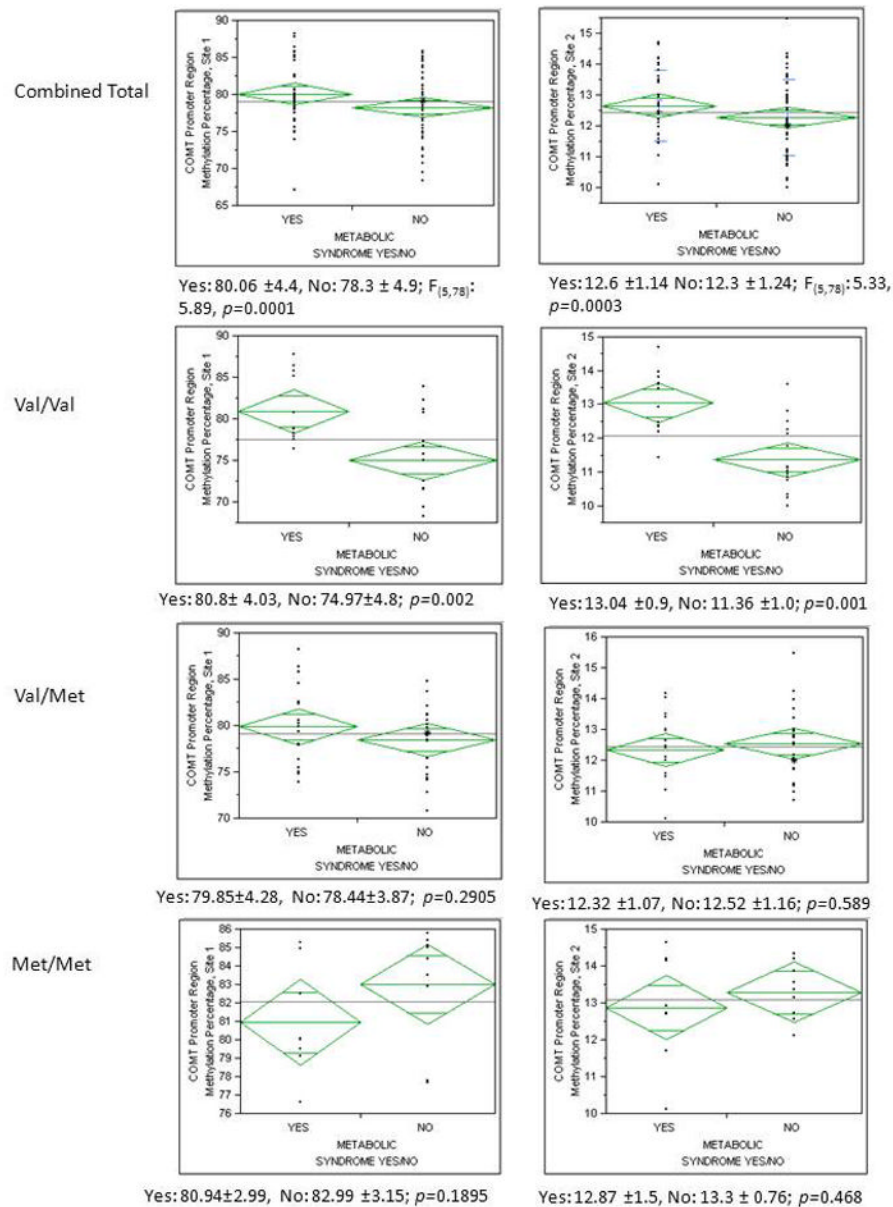 Combined Total
COMT Promoter Region
Methylation Percentage, Site 1
90
85
80
75
70
65
YES
NO
METABOLIC
SYNDROME YES/NO
Yes: 80.06 ±4.4, No: 78.3 ± 4.9; F(5,78):
5.89, p=0.0001
COMT Promoter Region
Methylation Percentage, Site 2
15
14
13
12
11
10
YES
NO
METABOLIC
SYNDROME YES/NO
Yes: 12.6 ±1.14 No: 12.3 ± 1.24; F(5,78): 5.33,
p=0.0003
Val/Val
COMT Promoter Region
Methylation Percentage, Site 1
90
85
80
75
70
YES
NO
METABOLIC
SYNDROME YES/NO
Yes: 80.8± 4.03, No: 74.97±4.8; p=0.002
COMT Promoter Region
Methylation Percentage, Site 2
15
14
13
12
11
10
YES
NO
METABOLIC
SYNDROME YES/NO
Yes: 13.04 ±0.9, No: 11.36 ±1.0; p=0.001
Val/Met
COMT Promoter Region
Methylation Percentage, Site 1
90
85
80
75
70
YES
NO
METABOLIC
SYNDROME YES/NO
Yes: 79.85±4.28, No: 78.44±3.87; p=0.2905
COMT Promoter Region
Methylation Percentage, Site 2
16
15
14
13
12
11
10
YES
NO
METABOLIC
SYNDROME YES/NO
Yes: 12.32 ±1.07, No: 12.52 ±1.16; p=0.589
Met/Met
COMT Promoter Region
Methylation Percentage, Site 1
86
85
84
83
82
81
80
79
78
77
76
YES
NO
METABOLIC
SYNDROME YES/NO
Yes: 80.94±2.99, No: 82.99 ±3.15; p=0.1895
COMT Promoter Region
Methylation Percentage, Site 2
15
14
13
12
11
10
YES
NO
METABOLIC
SYNDROME YES/NO
Yes: 12.87 ±1.5, No: 13.3 ± 0.76; p=0.468